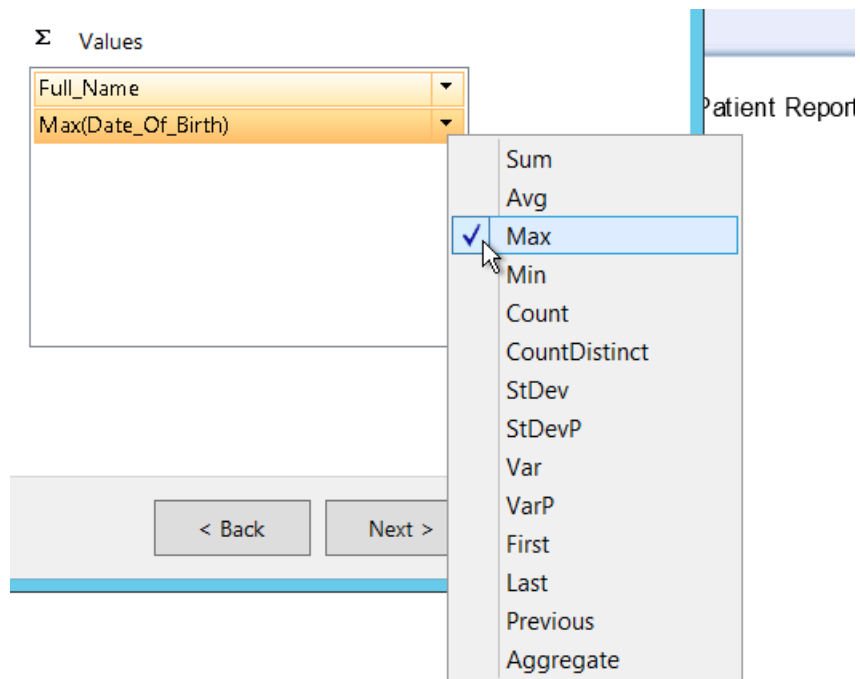 Σ Values
Full_Name
Max(Date_Of_Birth)
Patient Report
Sum
Avg
Max
Min
Count
CountDistinct
StDev
StDevP
Var
VarP
First
Last
Previous
Aggregate
< Back
Next >